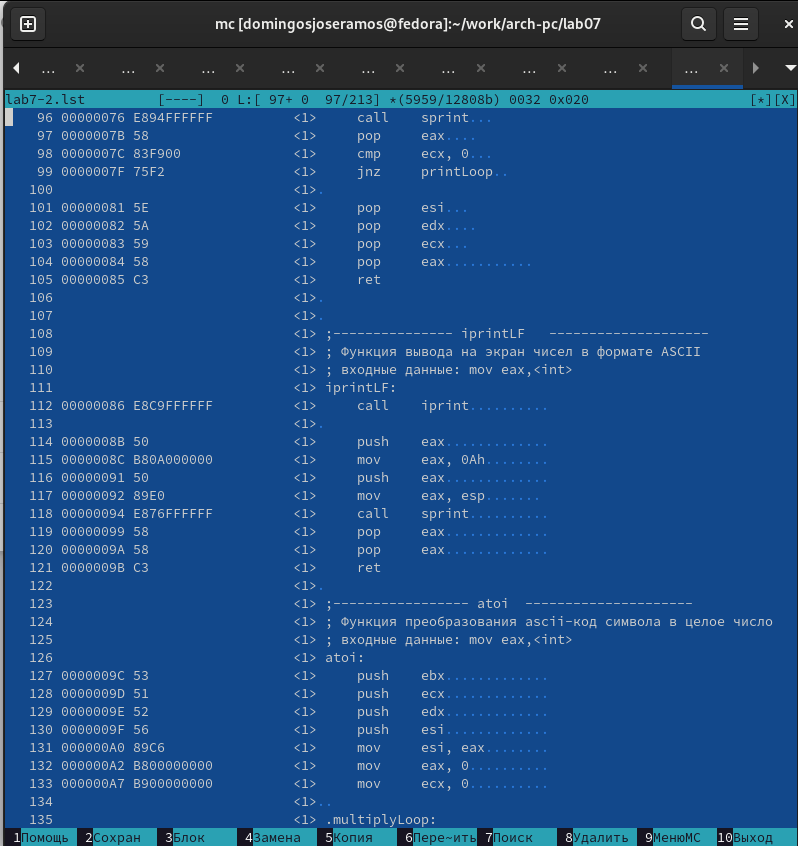 mc [domingosjoseramos@fedora]:~/work/arch-pc/lab07
... ... ... ... ... ... ... ... ...
lab7-2.lst [----] 0 L:[ 97+ 0 97/213] *(5959/12808b) 0032 0x020 [*][X]
96 00000076 E894FFFFFF <1> call sprint...
97 0000007B 58 <1> pop eax....
98 0000007C 83F900 <1> cmp ecx, 0...
99 0000007F 75F2 <1> jnz printLoop..
100 <1>.
101 00000081 5E <1> pop esi...
102 00000082 5A <1> pop edx....
103 00000083 59 <1> pop ecx...
104 00000084 58 <1> pop eax...........
105 00000085 C3 <1> ret
106 <1>.
107 <1>.
108 <1> ;--------------- iprintLF --------------------
109 <1> ; Функция вывода на экран чисел в формате ASCII
110 <1> ; входные данные: mov eax,<int>
111 <1> iprintLF:
112 00000086 E8C9FFFFFF <1> call iprint..........
113 <1>.
114 0000008B 50 <1> push eax.............
115 0000008C B80A000000 <1> mov eax, 0Ah........
116 00000091 50 <1> push eax.............
117 00000092 89E0 <1> mov eax, esp.......
118 00000094 E876FFFFFF <1> call sprint..........
119 00000099 58 <1> pop eax.............
120 0000009A 58 <1> pop eax.............
121 0000009B C3 <1> ret
122 <1>.
123 <1> ;----------------- atoi ---------------------
124 <1> ; Функция преобразования ascii-код символа в целое число
125 <1> ; входные данные: mov eax,<int>
126 <1> atoi:
127 0000009C 53 <1> push ebx.............
128 0000009D 51 <1> push ecx.............
129 0000009E 52 <1> push edx.............
130 0000009F 56 <1> push esi.............
131 000000A0 89C6 <1> mov esi, eax........
132 000000A2 B800000000 <1> mov eax, 0..........
133 000000A7 B900000000 <1> mov ecx, 0..........
134 <1>..
135 <1> .multiplyLoop:
1Помощь 2Сохран 3Блок 4Замена 5Копия 6Пере~ить 7Поиск 8Удалить 9МенюMC 10Выход